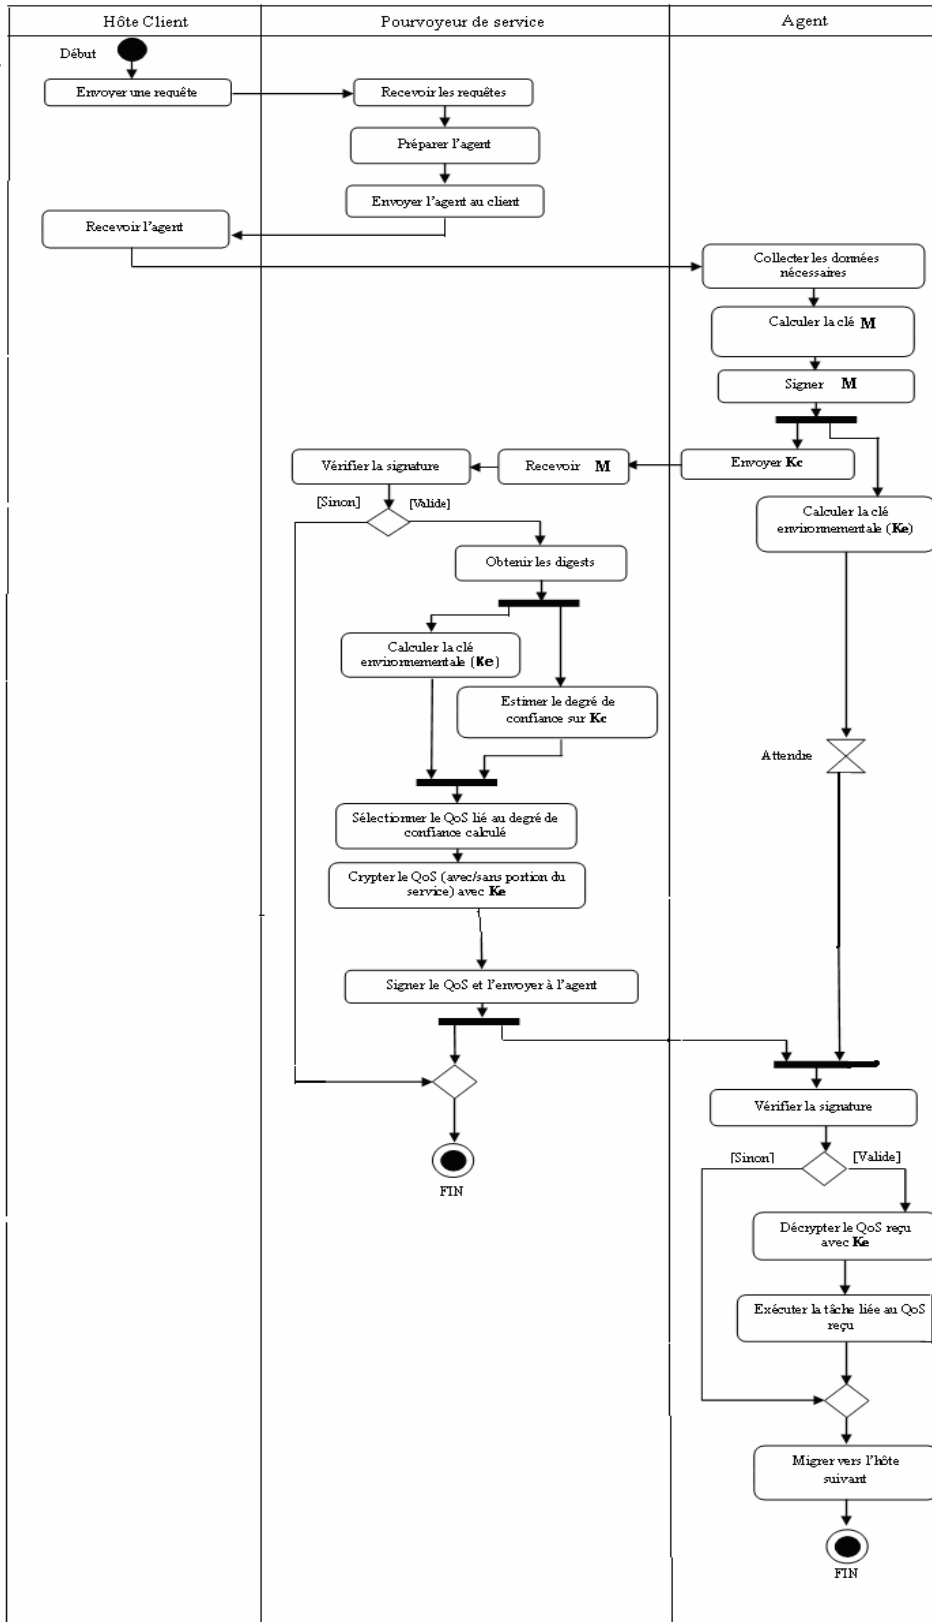 Hôte Client
Pourvoyeur de service
Agent
Début
Envoyer une requête
Recevoir les requêtes
Préparer l'agent
Envoyer l'agent au client
Recevoir l'agent
Collecter les données
nécessaires
Calculer la clé M
Signer M
Envoyer Kc
Recevoir M
Vérifier la signature
[Sinon]
[Valide]
Calculer la clé
environnementale (Ke)
Obtenir les digests
Calculer la clé
environnementale (Ke)
Estimer le degré de
confiance sur Kc
Attendre
Sélectionner le QoS lié au degré de
confiance calculé
Crypter le QoS (avec/sans portion du
service) avec Ke
Signer le QoS et l'envoyer à l'agent
FIN
Vérifier la signature
[Sinon]
[Valide]
Décrypter le QoS reçu
avec Ke
Exécuter la tâche liée au QoS
reçu
Migrer vers l'hôte
suivant
FIN